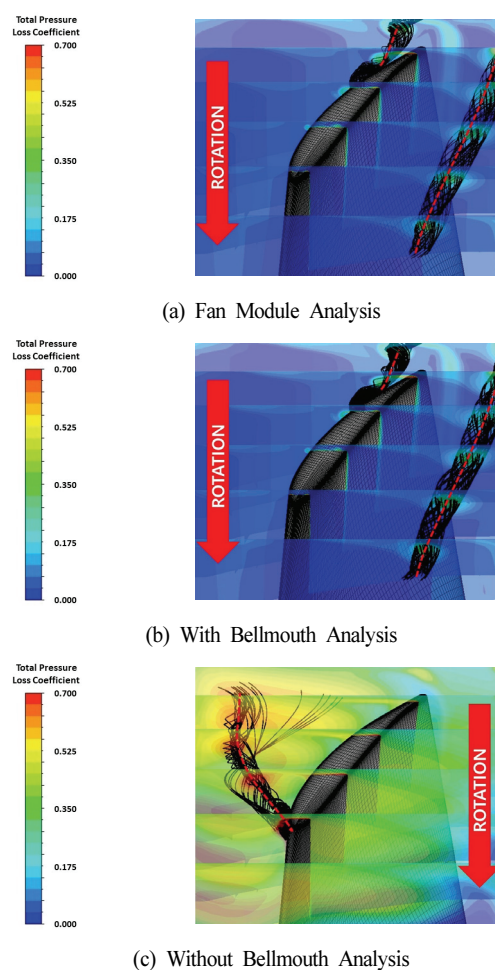 Total Pressure
Loss Coefficient
0.700
0.525
0.350
0.175
0.000
ROTATION
(a) Fan Module Analysis
Total Pressure
Loss Coefficient
0.700
0.525
0.350
0.175
0.000
ROTATION
(b) With Bellmouth Analysis
Total Pressure
Loss Coefficient
0.700
0.525
0.350
0.175
0.000
ROTATION
(c) Without Bellmouth Analysis